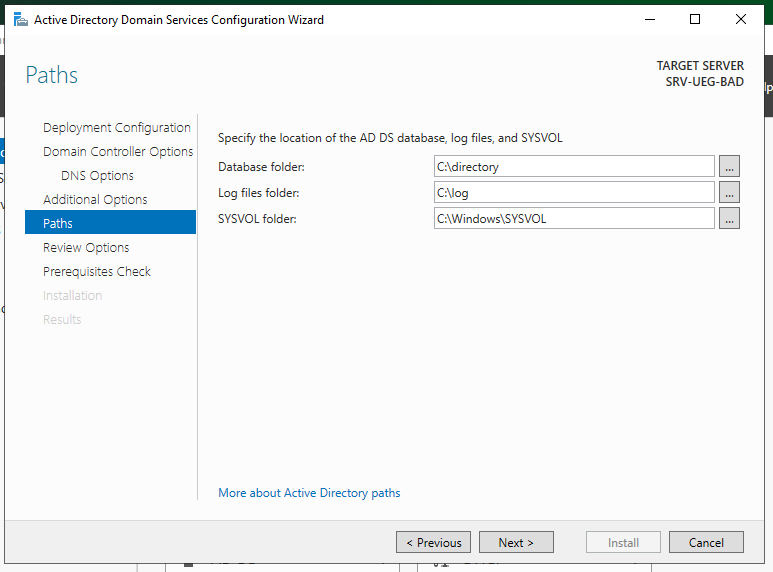 Active Directory Domain Services Configuration Wizard
Paths
TARGET SERVER
SRV-UEG-BAD
Deployment Configuration
Domain Controller Options
DNS Options
Additional Options
Paths
Review Options
Prerequisites Check
Installation
Results
Specify the location of the AD DS database, log files, and SYSVOL
Database folder: C:\directory ...
Log files folder: C:\log ...
SYSVOL folder: C:\Windows\SYSVOL ...
More about Active Directory paths
< Previous Next > Install Cancel